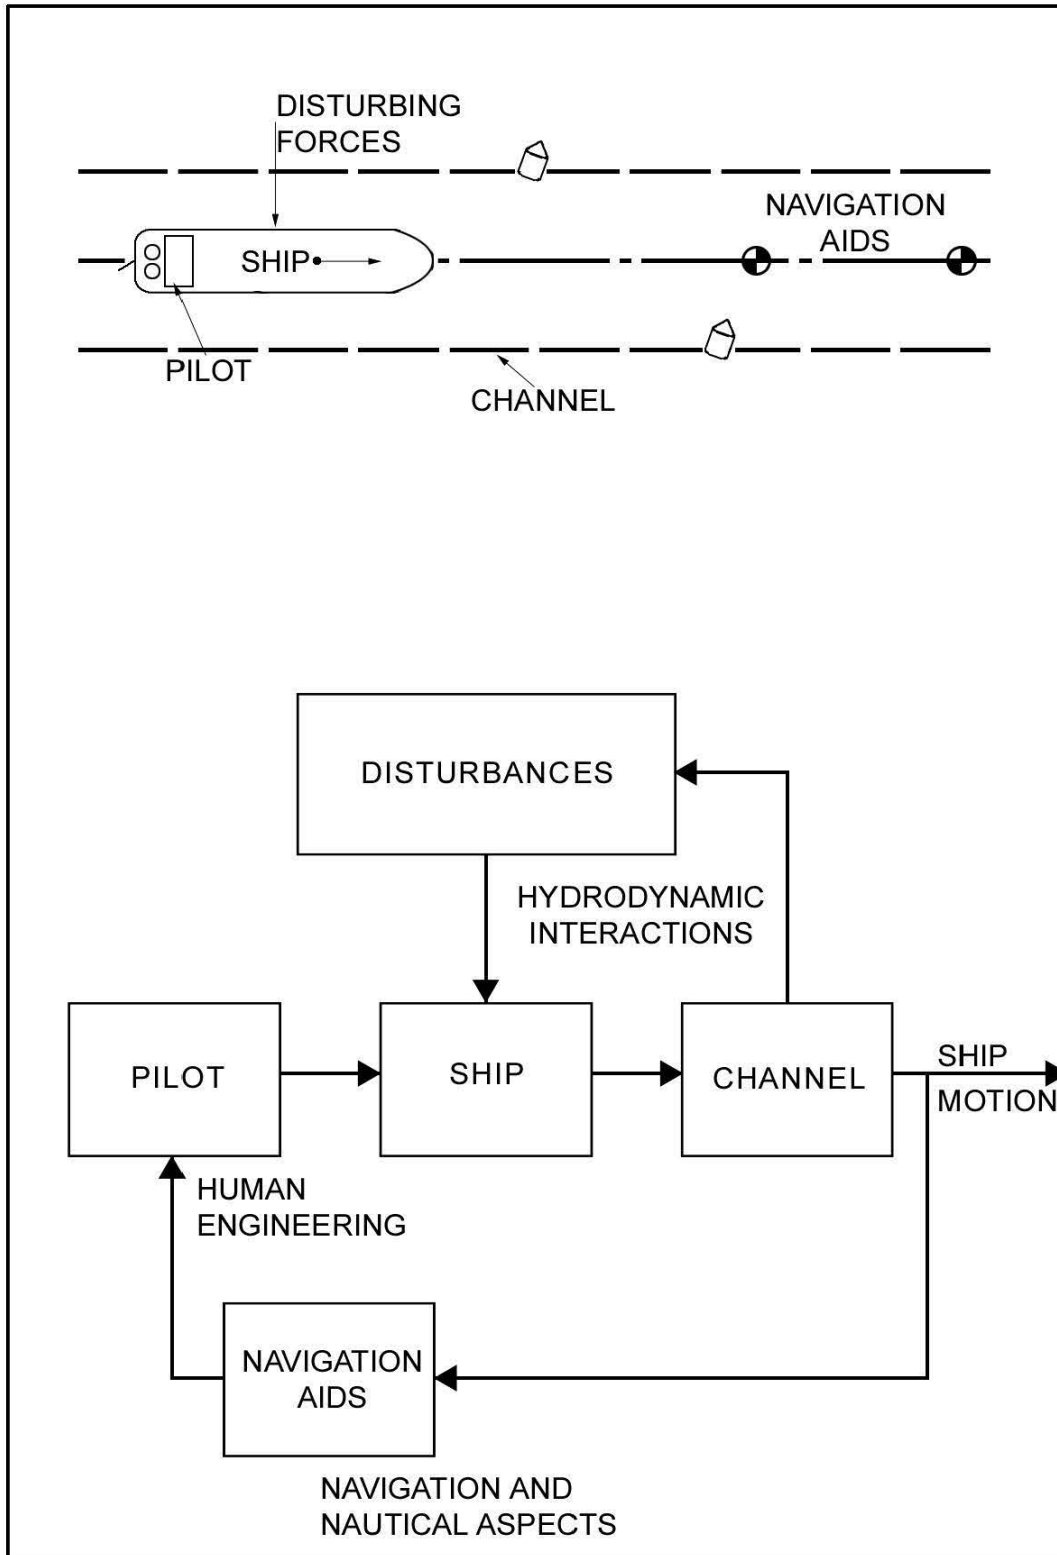 DISTURBING
FORCES
NAVIGATION
AIDS
SHIP
PILOT
CHANNEL
DISTURBANCES
HYDRODYNAMIC
INTERACTIONS
PILOT
SHIP
CHANNEL
SHIP
MOTION
HUMAN
ENGINEERING
NAVIGATION
AIDS
NAVIGATION AND
NAUTICAL ASPECTS